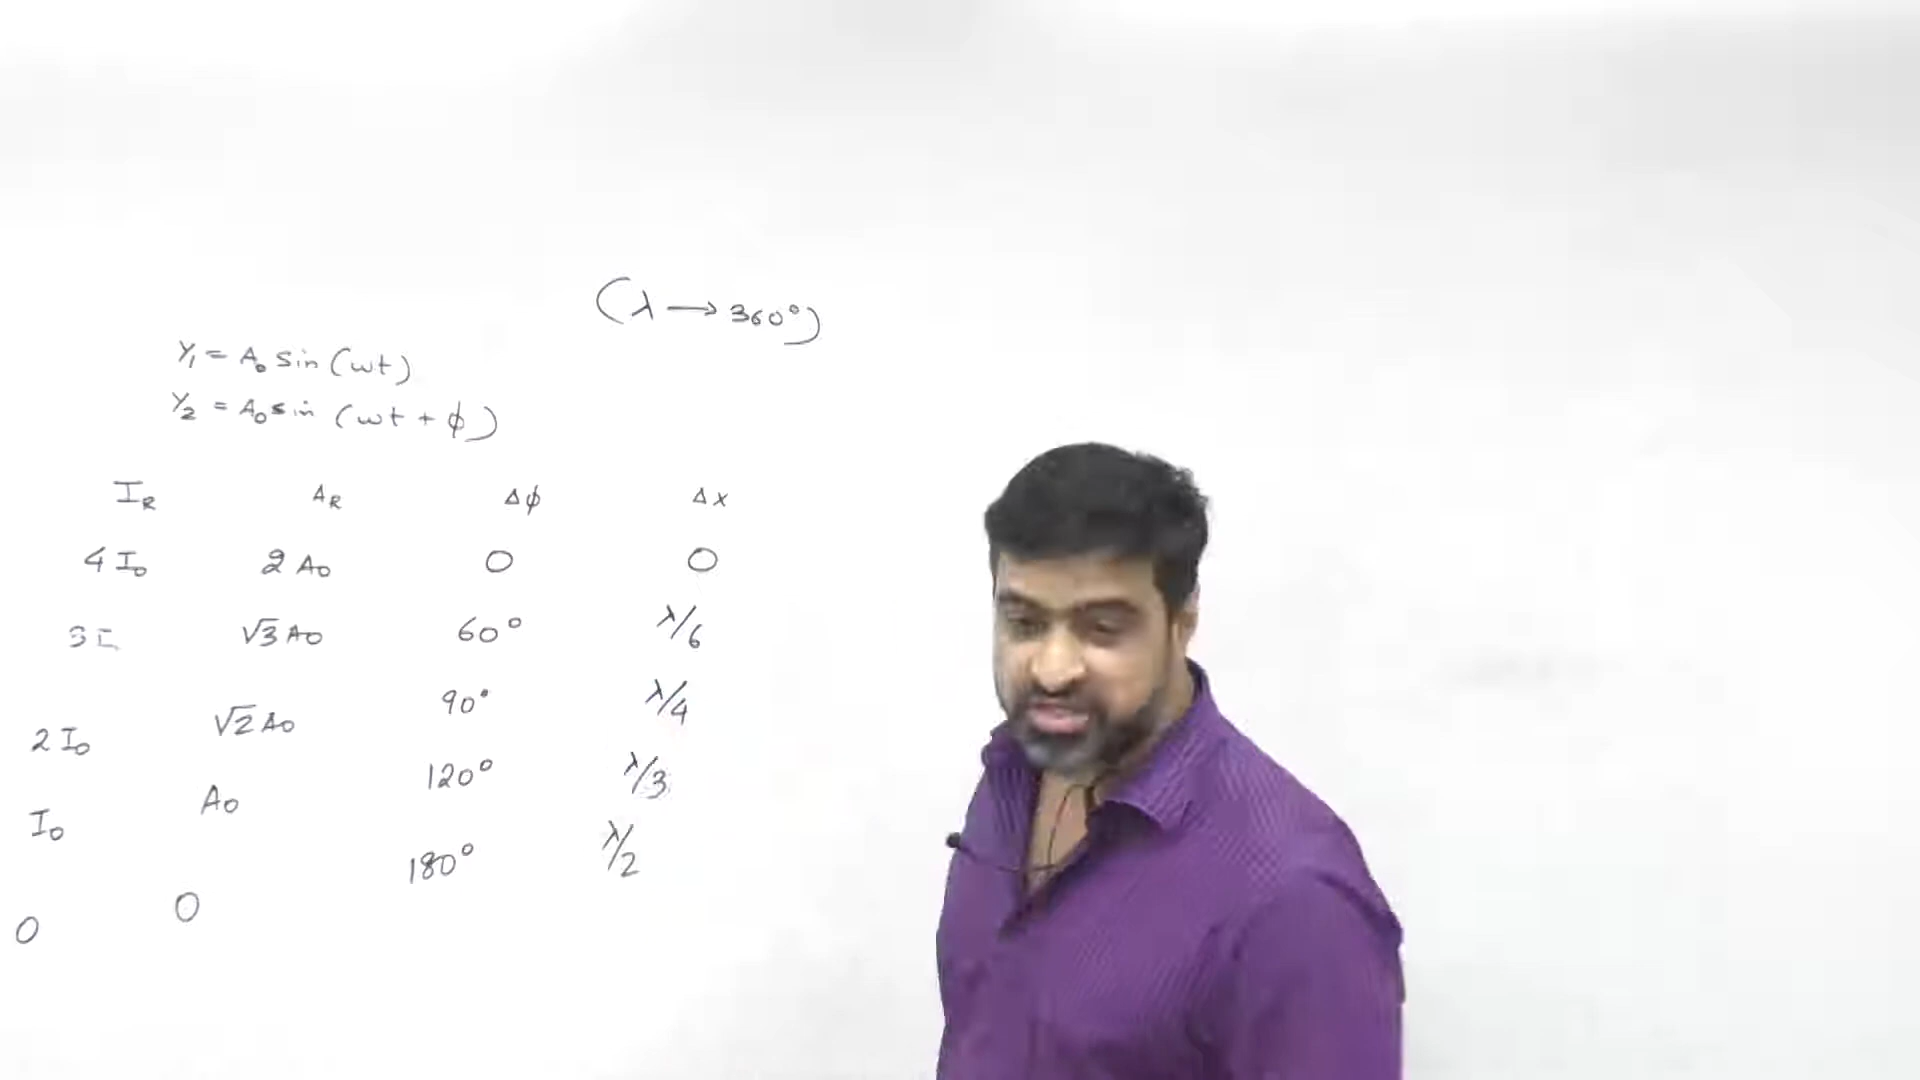 (λ → 360°)
Y₁ = A₀ sin (ωt)
Y₂ = A₀ sin (ωt + ϕ)
I_R A_R Δϕ Δx
4 I₀ 2 A₀ 0 0
3 I √3 A₀ 60° λ/6
2 I₀ √2 A₀ 90° λ/4
I₀ A₀ 120° λ/3
0 0 180° λ/2